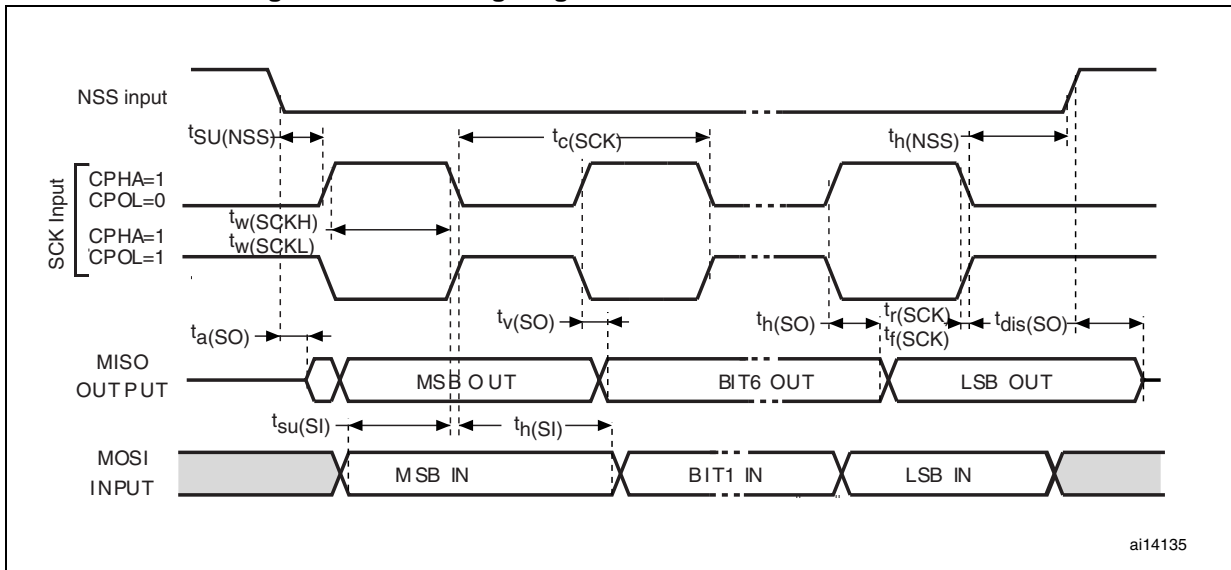 NSS input
tSU(NSS)
tc(SCK)
th(NSS)
SCK Input
CPHA=1
CPOL=0
tw(SCKH)
CPHA=1
tw(SCKL)
CPOL=1
ta(SO)
tv(SO)
th(SO)
tr(SCK)
tf(SCK)
tdis(SO)
MISO
OUTPUT
MSB OUT
BIT6 OUT
LSB OUT
tsu(SI)
th(SI)
MOSI
INPUT
MSB IN
BIT1 IN
LSB IN
ai14135